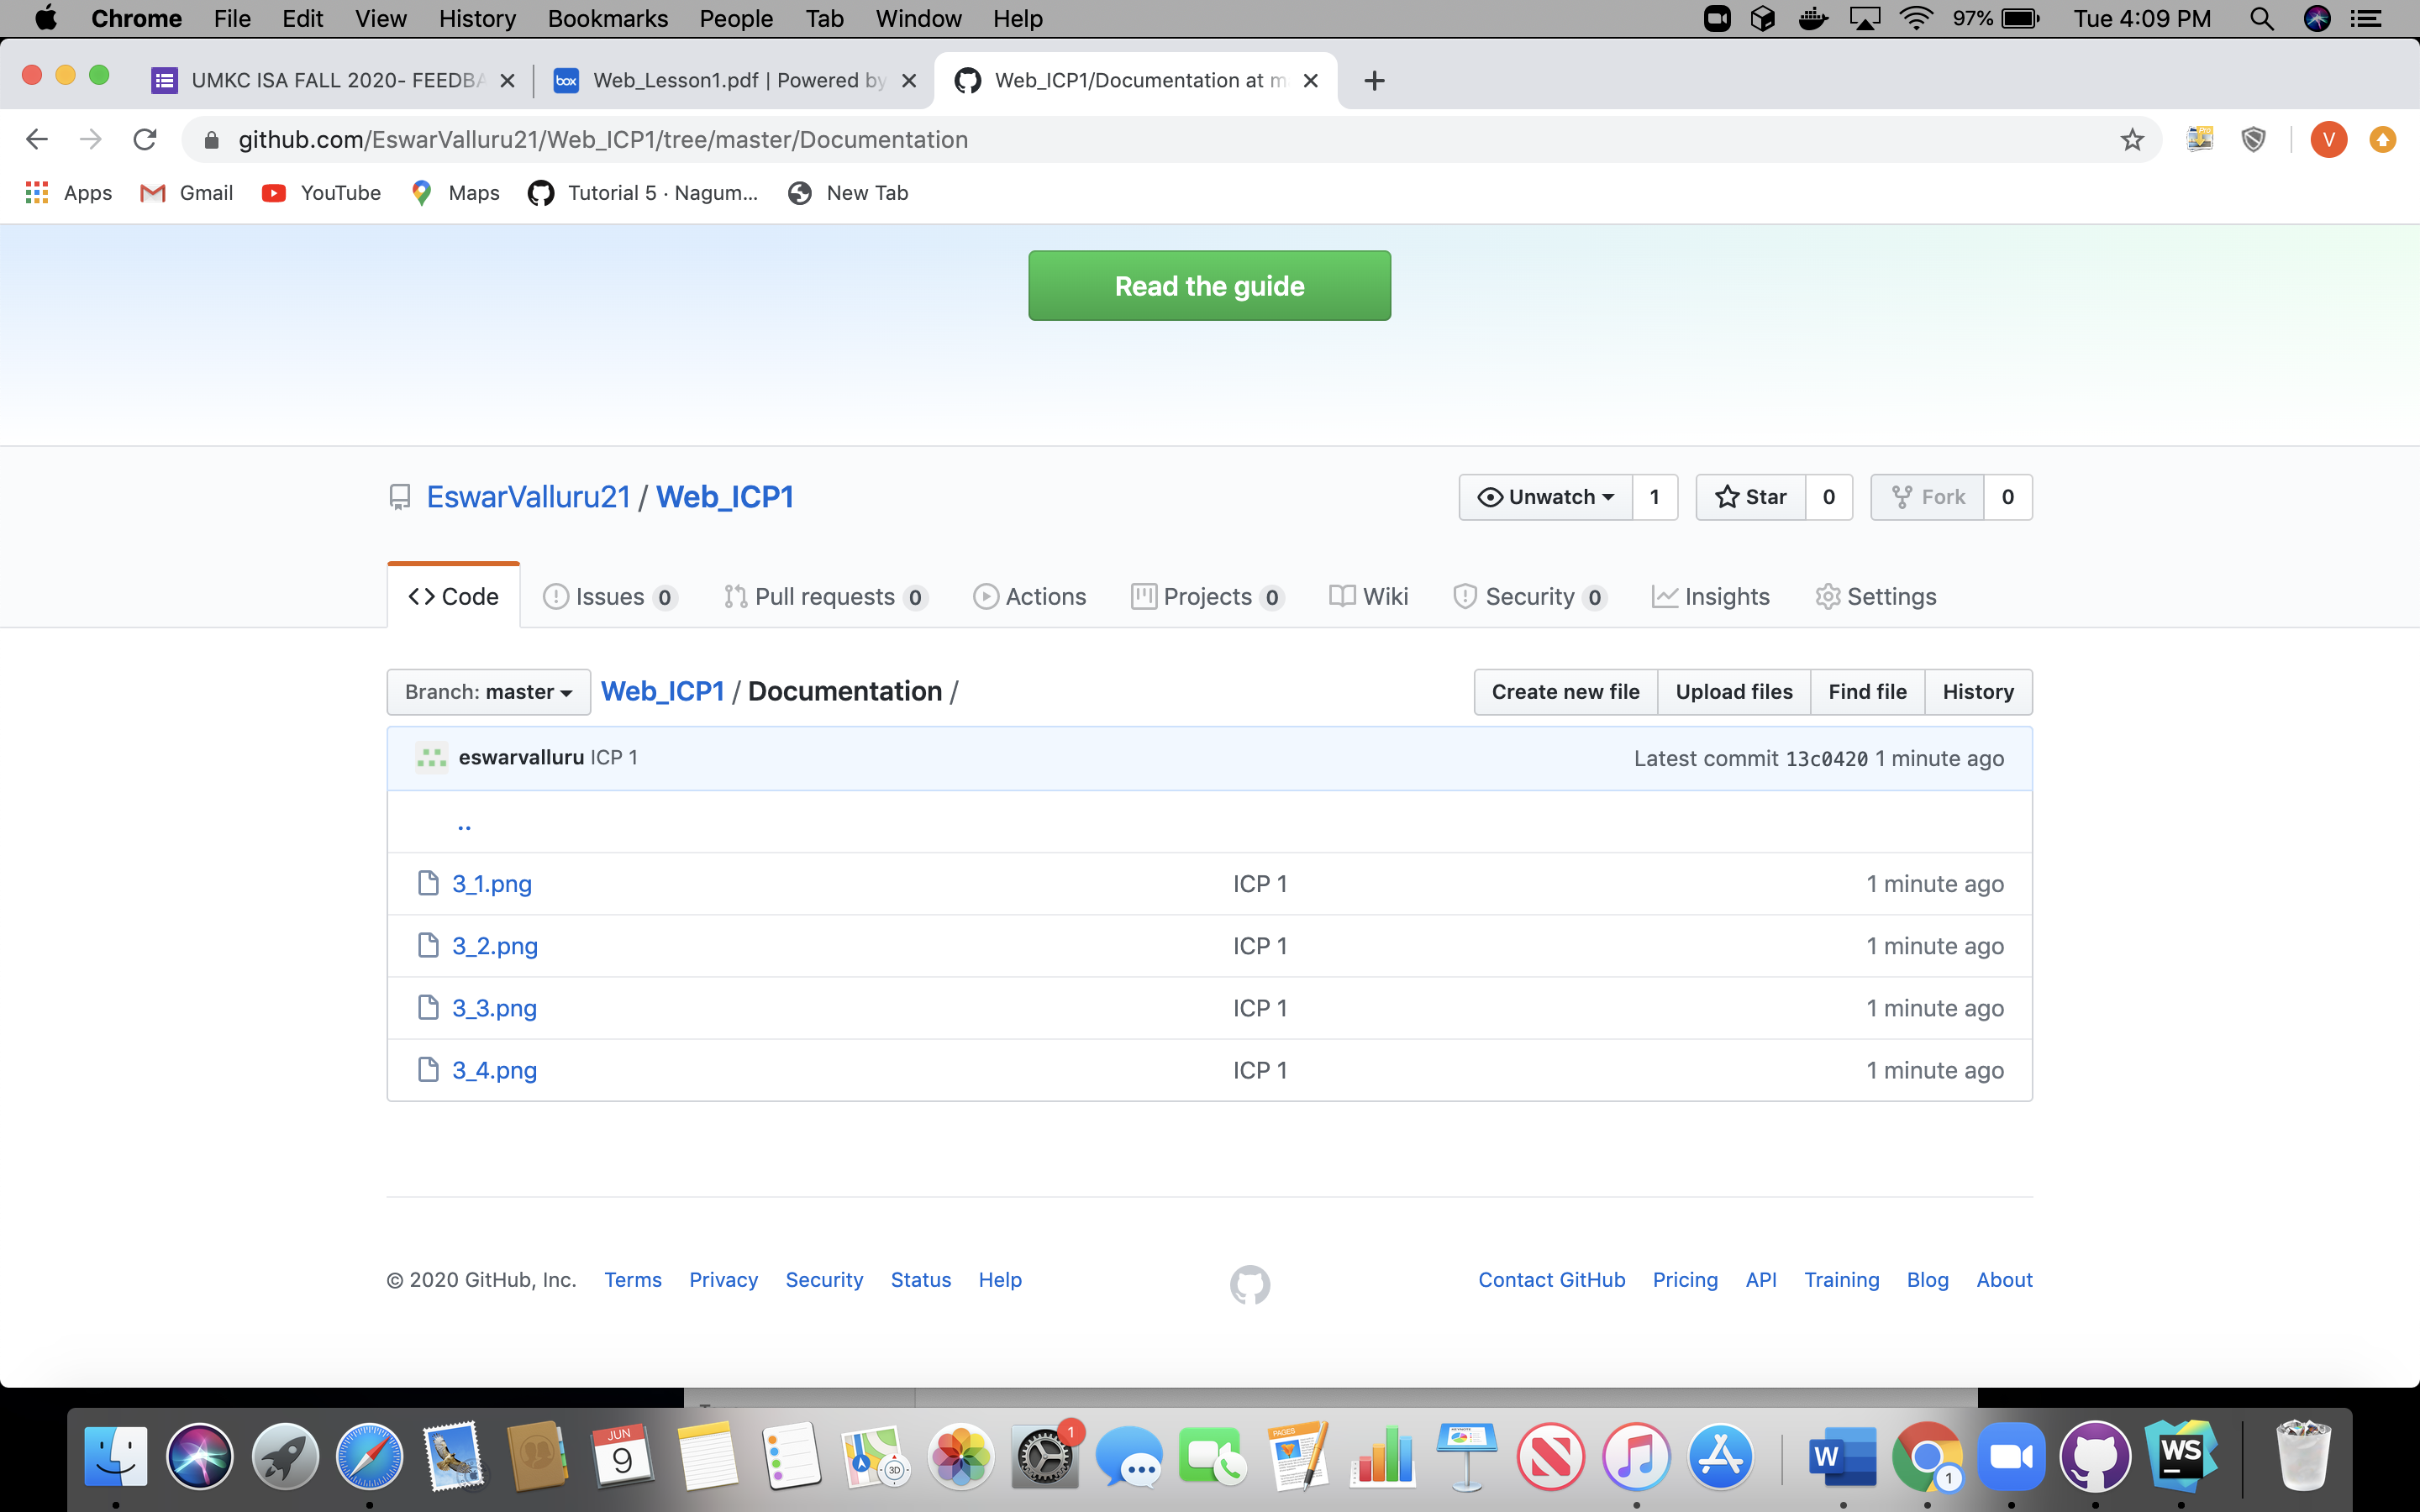 Chrome File Edit View History Bookmarks People Tab Window Help 97% Tue 4:09 PM
UMKC ISA FALL 2020- FEEDBA box Web_Lesson1.pdf | Powered by Web_ICP1/Documentation at m
github.com/EswarValluru21/Web_ICP1/tree/master/Documentation V
Apps Gmail YouTube Maps Tutorial 5 · Nagum... New Tab
Read the guide
EswarValluru21 / Web_ICP1 Unwatch 1 Star 0 Fork 0
Code Issues 0 Pull requests 0 Actions Projects 0 Wiki Security 0 Insights Settings
Branch: master Web_ICP1 / Documentation / Create new file Upload files Find file History
eswarvalluru ICP 1 Latest commit 13c0420 1 minute ago
..
3_1.png ICP 1 1 minute ago
3_2.png ICP 1 1 minute ago
3_3.png ICP 1 1 minute ago
3_4.png ICP 1 1 minute ago
© 2020 GitHub, Inc. Terms Privacy Security Status Help Contact GitHub Pricing API Training Blog About
JUN 9 3D 1 PAGES W 1 WS